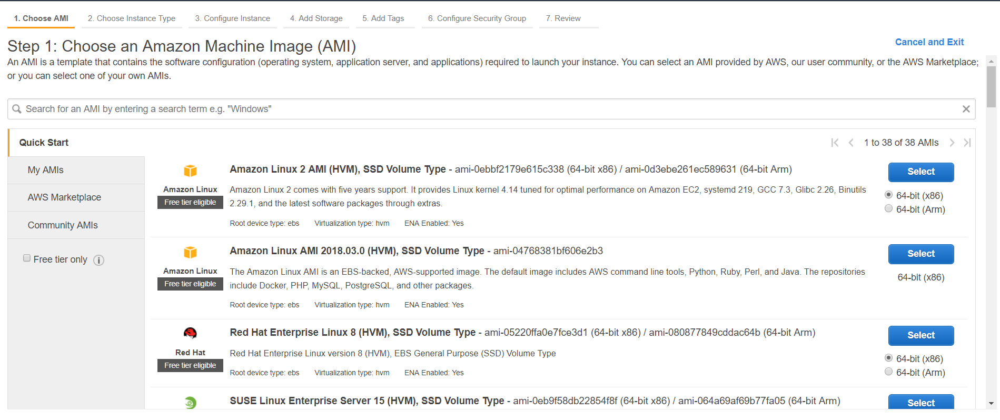 1. Choose AMI 2. Choose Instance Type 3. Configure Instance 4. Add Storage 5. Add Tags 6. Configure Security Group 7. Review
Step 1: Choose an Amazon Machine Image (AMI)
Cancel and Exit
An AMI is a template that contains the software configuration (operating system, application server, and applications) required to launch your instance. You can select an AMI provided by AWS, our user community, or the AWS Marketplace;
or you can select one of your own AMIs.
Search for an AMI by entering a search term e.g. "Windows"
Quick Start
1 to 38 of 38 AMIs
My AMIs
AWS Marketplace
Community AMIs
Free tier only
Amazon Linux
Free tier eligible
Amazon Linux 2 AMI (HVM), SSD Volume Type - ami-0ebbf2179e615c338 (64-bit x86) / ami-0d3ebe261ec589631 (64-bit Arm)
Amazon Linux 2 comes with five years support. It provides Linux kernel 4.14 tuned for optimal performance on Amazon EC2, systemd 219, GCC 7.3, Glibc 2.26, Binutils
2.29.1, and the latest software packages through extras.
Root device type: ebs Virtualization type: hvm ENA Enabled: Yes
Select
64-bit (x86)
64-bit (Arm)
Amazon Linux
Free tier eligible
Amazon Linux AMI 2018.03.0 (HVM), SSD Volume Type - ami-04768381bf606e2b3
The Amazon Linux AMI is an EBS-backed, AWS-supported image. The default image includes AWS command line tools, Python, Ruby, Perl, and Java. The repositories
include Docker, PHP, MySQL, PostgreSQL, and other packages.
Root device type: ebs Virtualization type: hvm ENA Enabled: Yes
Select
64-bit (x86)
Red Hat
Free tier eligible
Red Hat Enterprise Linux 8 (HVM), SSD Volume Type - ami-05220ffa0e7fce3d1 (64-bit x86) / ami-080877849cddac64b (64-bit Arm)
Red Hat Enterprise Linux version 8 (HVM), EBS General Purpose (SSD) Volume Type
Root device type: ebs Virtualization type: hvm ENA Enabled: Yes
Select
64-bit (x86)
64-bit (Arm)
SUSE Linux Enterprise Server 15 (HVM), SSD Volume Type - ami-0eb9f58db22854f8f (64-bit x86) / ami-064a69af69b77fa05 (64-bit Arm)
Select